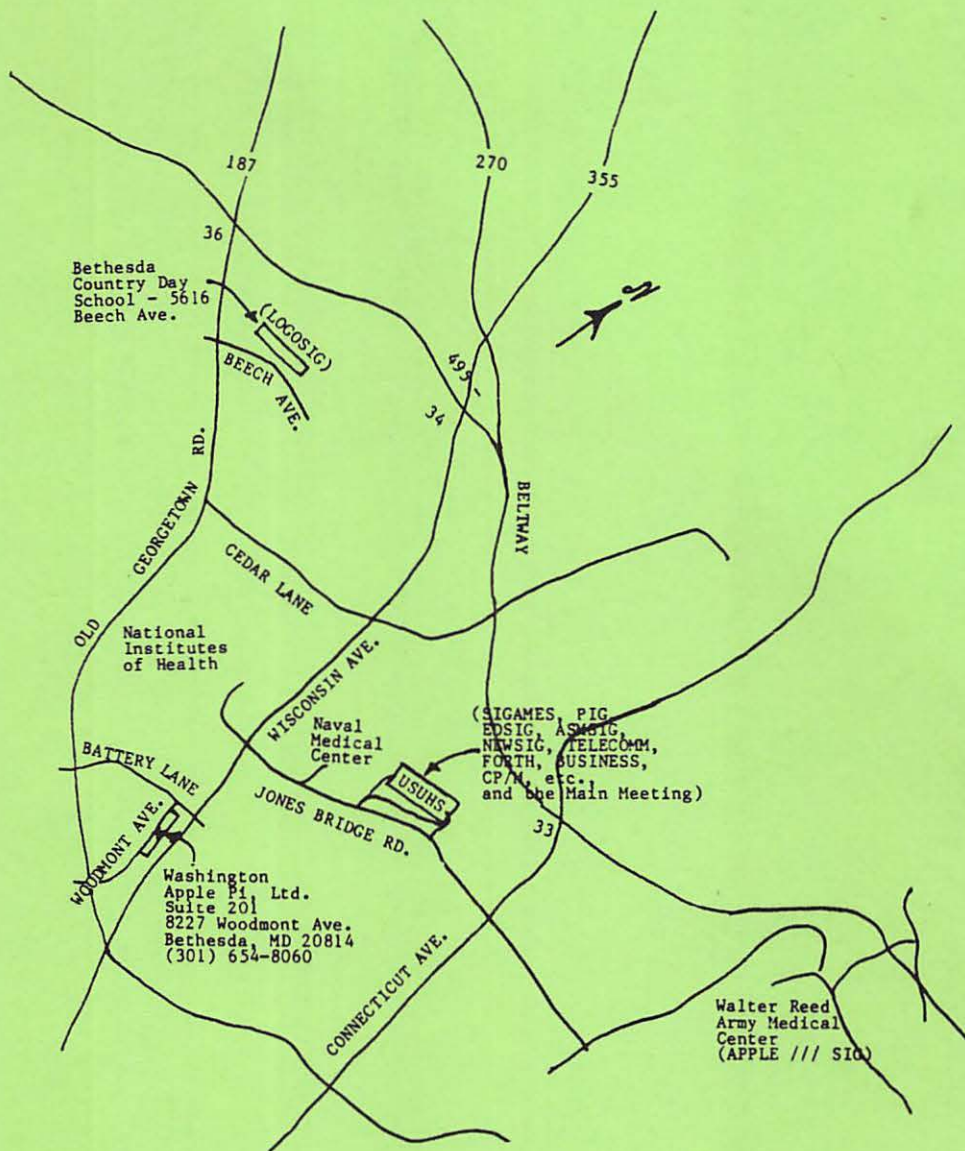 187
270
355
36
Bethesda
Country Day
School - 5616
Beech Ave.
(LOGOSIG)
N
BEECH AVE.
495
34
OLD GEORGETOWN RD.
BELTWAY
CEDAR LANE
National
Institutes
of Health
WISCONSIN AVE.
Naval
Medical
Center
(SIGAMES, PIG,
EDSIG, ASMSIG,
NEWSIG, TELECOMM,
FORTH, BUSINESS,
CP/M, etc.,
and the Main Meeting)
USUHS
BATTERY LANE
JONES BRIDGE RD.
33
WOODMONT AVE.
Washington
Apple Pi, Ltd.
Suite 201
8227 Woodmont Ave.
Bethesda, MD 20814
(301) 654-8060
CONNECTICUT AVE.
Walter Reed
Army Medical
Center
(APPLE /// SIG)